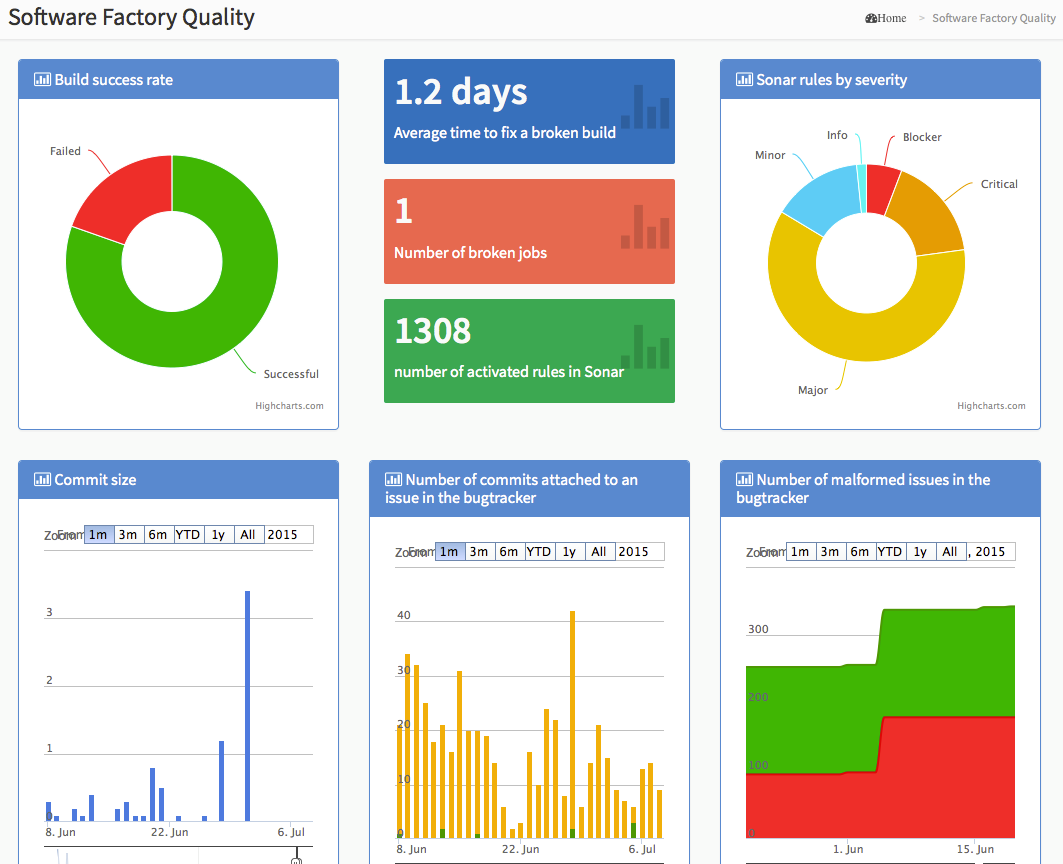 Software Factory Quality
Home > Software Factory Quality
Build success rate
Failed
Successful
Highcharts.com
1.2 days
Average time to fix a broken build
1
Number of broken jobs
1308
number of activated rules in Sonar
Sonar rules by severity
Info
Blocker
Minor
Critical
Major
Highcharts.com
Commit size
Zoom From 1m 3m 6m YTD 1y All 2015
3
2
1
0
8. Jun 22. Jun 6. Jul
Number of commits attached to an
issue in the bugtracker
Zoom From 1m 3m 6m YTD 1y All 2015
40
30
20
10
0
8. Jun 22. Jun 6. Jul
Number of malformed issues in the
bugtracker
Zoom From 1m 3m 6m YTD 1y All , 2015
300
200
100
0
1. Jun 15. Jun